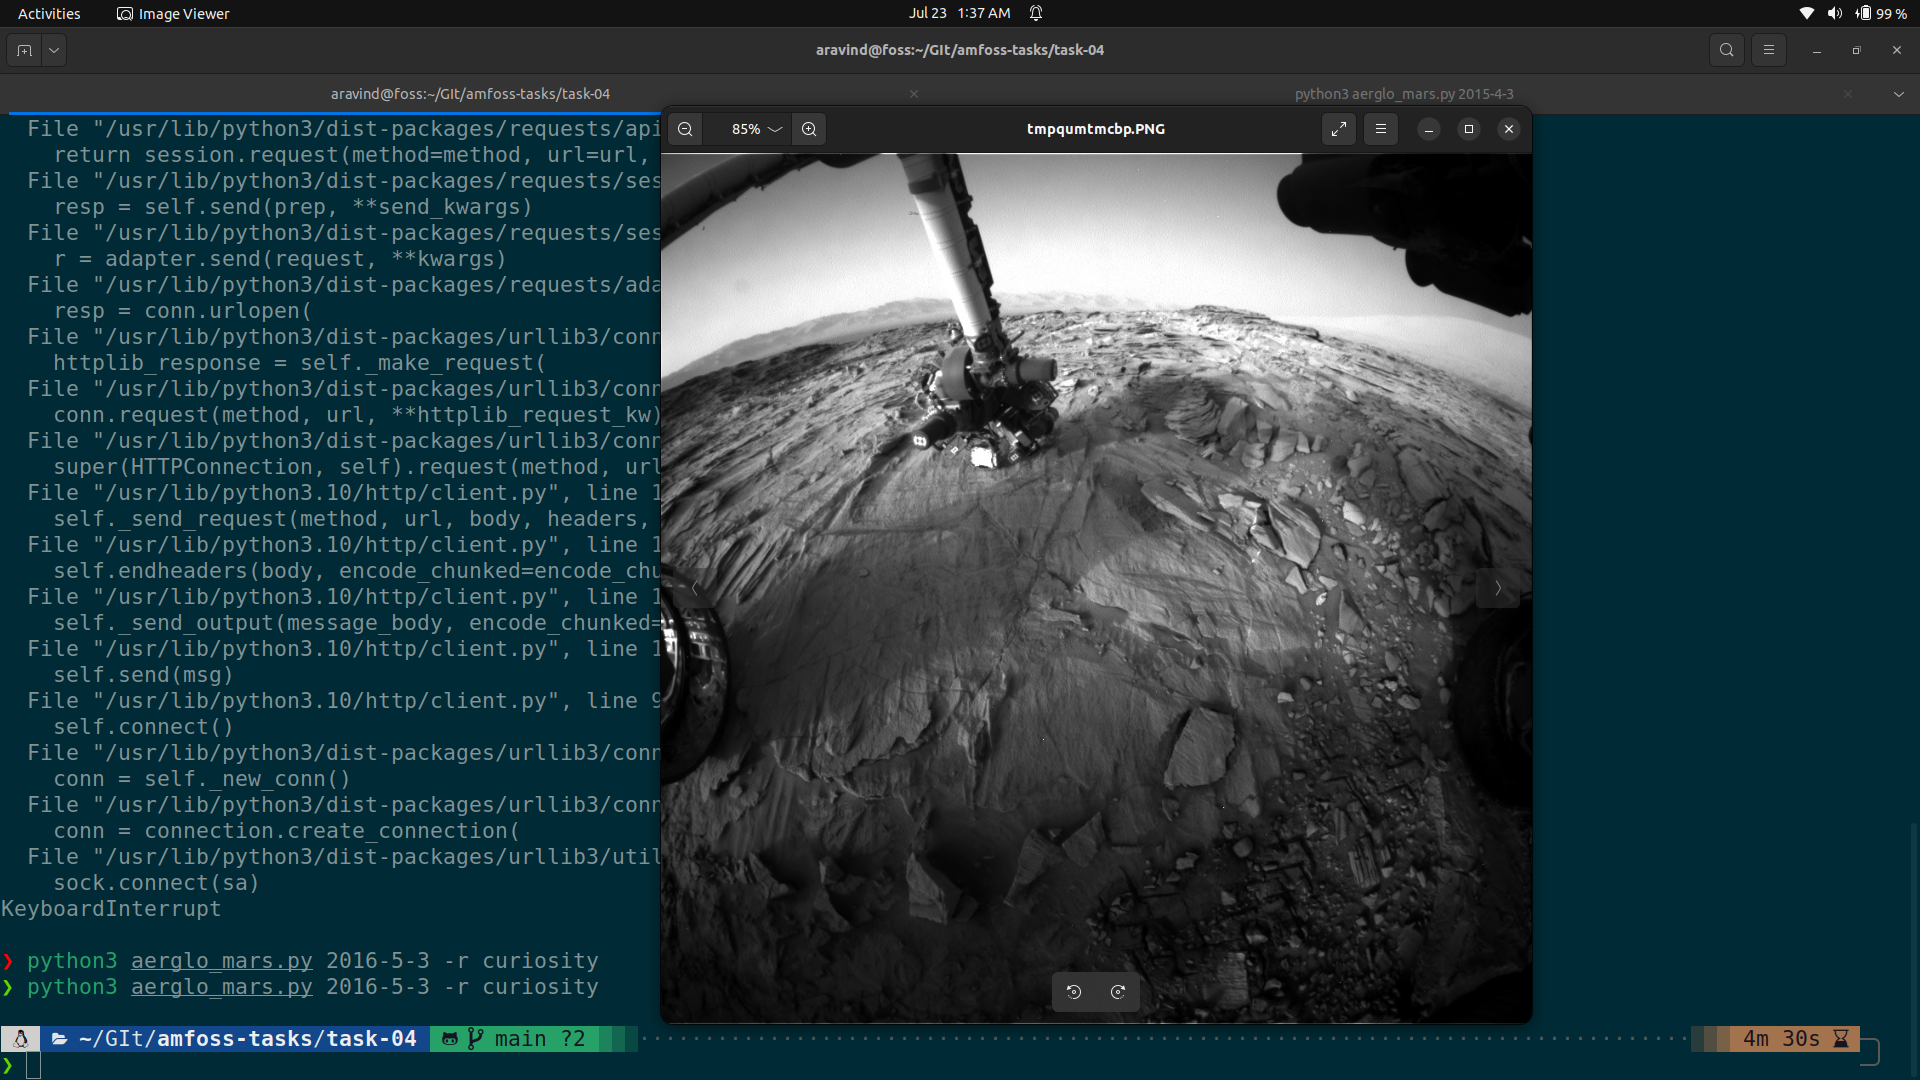 Activities
Image Viewer
Jul 23 1:37 AM
99 %
aravind@foss:~/GIt/amfoss-tasks/task-04
aravind@foss:~/GIt/amfoss-tasks/task-04
python3 aerglo_mars.py 2015-4-3
File "/usr/lib/python3/dist-packages/requests/api
return session.request(method=method, url=url,
File "/usr/lib/python3/dist-packages/requests/ses
resp = self.send(prep, **send_kwargs)
File "/usr/lib/python3/dist-packages/requests/ses
r = adapter.send(request, **kwargs)
File "/usr/lib/python3/dist-packages/requests/ada
resp = conn.urlopen(
File "/usr/lib/python3/dist-packages/urllib3/conn
httplib_response = self._make_request(
File "/usr/lib/python3/dist-packages/urllib3/conn
conn.request(method, url, **httplib_request_kw)
File "/usr/lib/python3/dist-packages/urllib3/conn
super(HTTPConnection, self).request(method, url
File "/usr/lib/python3.10/http/client.py", line 1
self._send_request(method, url, body, headers,
File "/usr/lib/python3.10/http/client.py", line 1
self.endheaders(body, encode_chunked=encode_chu
File "/usr/lib/python3.10/http/client.py", line 1
self._send_output(message_body, encode_chunked=
File "/usr/lib/python3.10/http/client.py", line 1
self.send(msg)
File "/usr/lib/python3.10/http/client.py", line 9
self.connect()
File "/usr/lib/python3/dist-packages/urllib3/conn
conn = self._new_conn()
File "/usr/lib/python3/dist-packages/urllib3/conn
conn = connection.create_connection(
File "/usr/lib/python3/dist-packages/urllib3/util
sock.connect(sa)
KeyboardInterrupt
❯ python3 aerglo_mars.py 2016-5-3 -r curiosity
❯ python3 aerglo_mars.py 2016-5-3 -r curiosity
~/GIt/amfoss-tasks/task-04 main ?2
4m 30s
❯
85%
tmpqumtmcbp.PNG